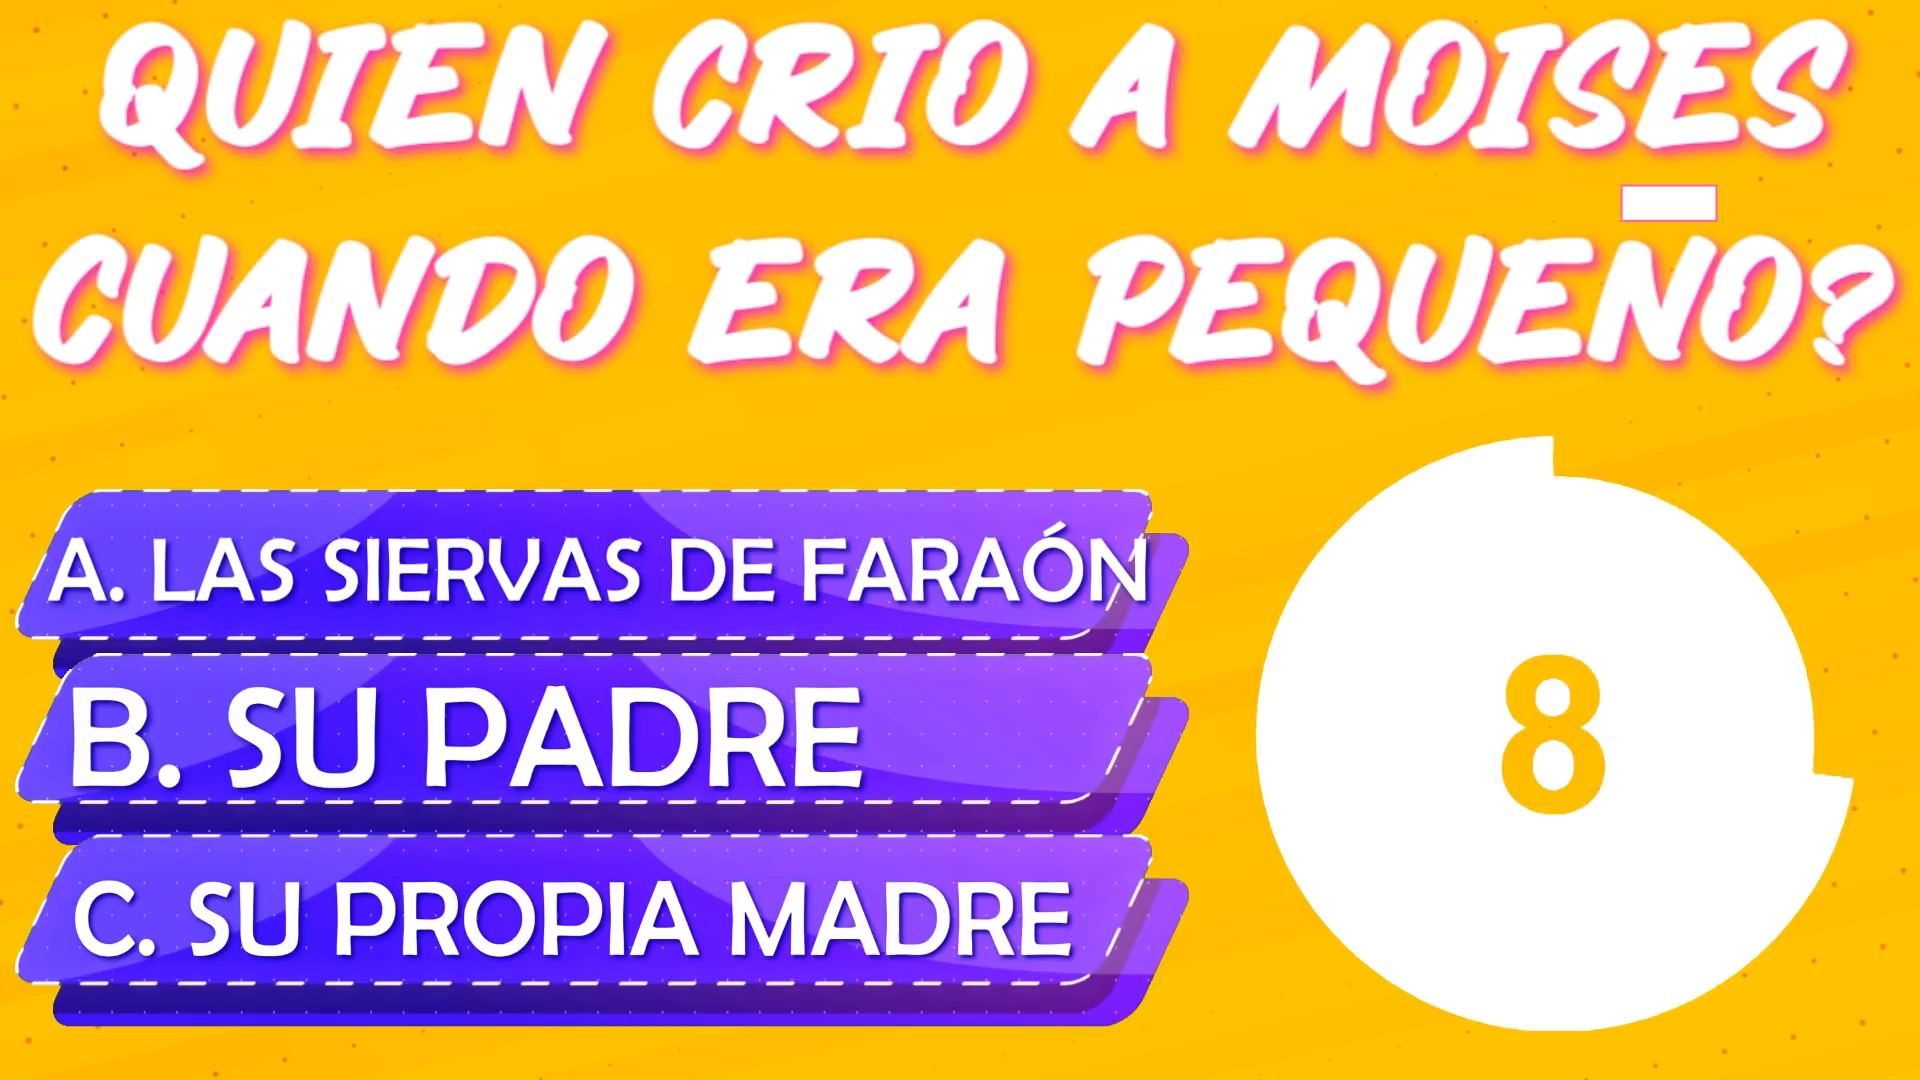 QUIEN CRIO A MOISES
CUANDO ERA PEQUEÑO?
A. LAS SIERVAS DE FARAÓN
B. SU PADRE
C. SU PROPIA MADRE
8